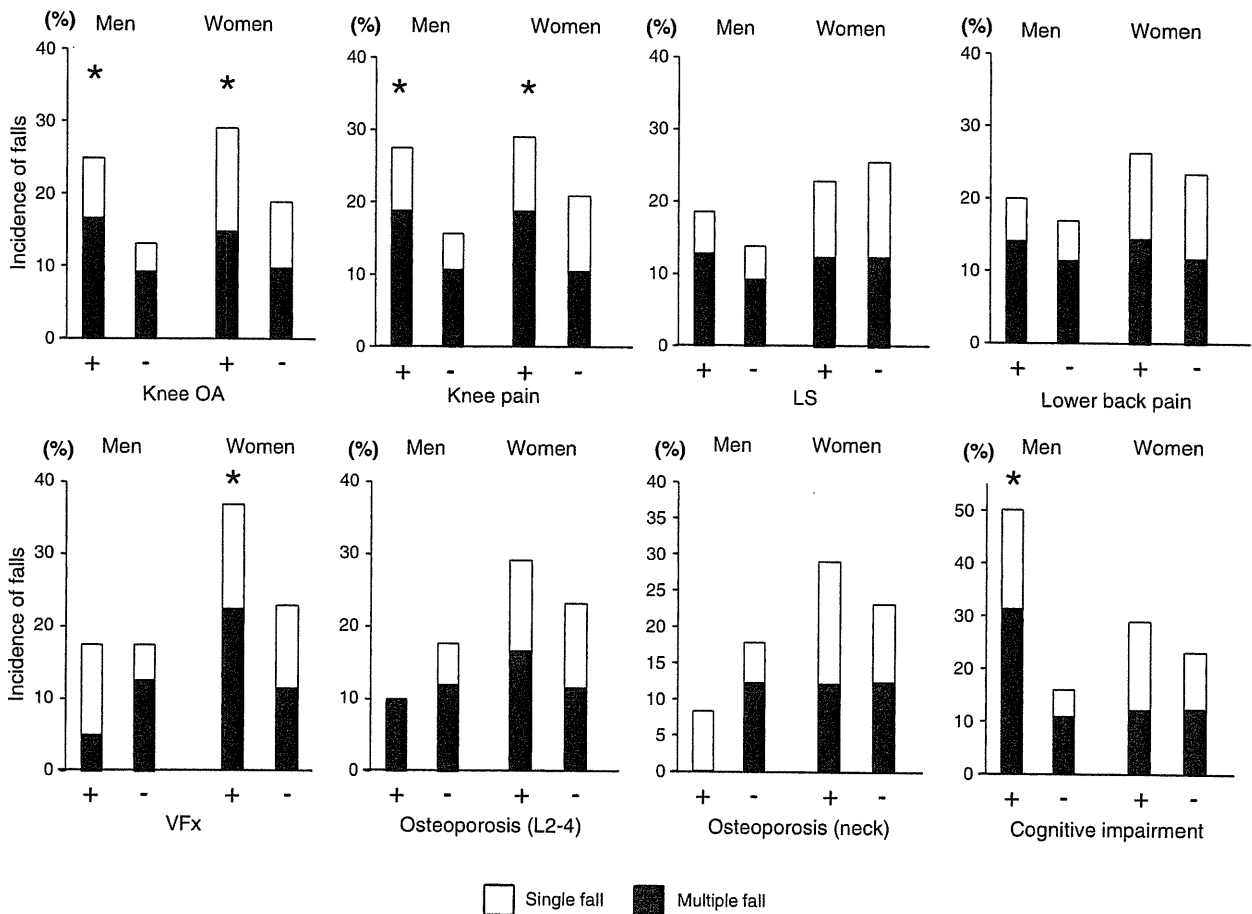 (%) Men Women
(%) Men Women
(%) Men Women
(%) Men Women
Incidence of falls
40
30
20
10
0
* *
+ - + -
Knee OA
40
30
20
10
0
* *
+ - + -
Knee pain
40
30
20
10
0
+ - + -
LS
40
30
20
10
0
+ - + -
Lower back pain
(%) Men Women
(%) Men Women
(%) Men Women
(%) Men Women
Incidence of falls
40
30
20
10
0
*
+ - + -
VFx
40
30
20
10
0
+ - + -
Osteoporosis (L2-4)
40
35
30
25
20
15
10
5
0
+ - + -
Osteoporosis (neck)
50
40
30
20
10
0
*
+ - + -
Cognitive impairment
Single fall
Multiple fall